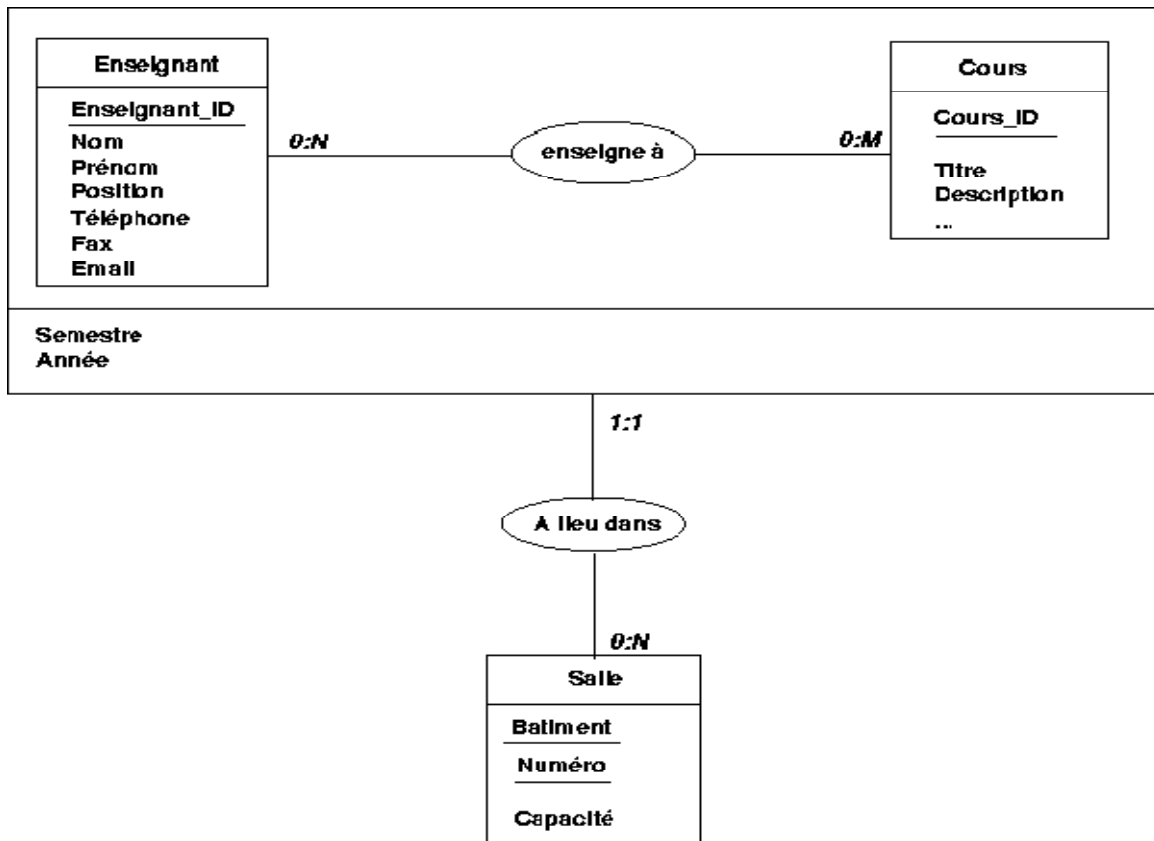 Enseignant
Enseignant_ID
Nom
Prénom
Position
Téléphone
Fax
Email
0:N
enseigne à
0:M
Cours
Cours_ID
Titre
Description
...
Semestre
Année
1:1
A lieu dans
0:N
Salle
Batiment
Numéro
Capacité